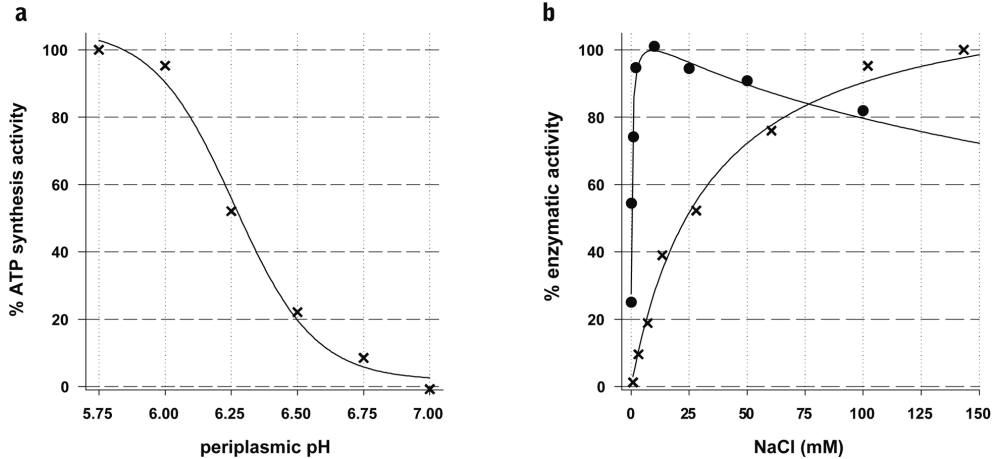 a
b
100
80
60
40
20
0
% ATP synthesis activity
5.75 6.00 6.25 6.50 6.75 7.00
periplasmic pH
100
80
60
40
20
0
% enzymatic activity
0 25 50 75 100 125 150
NaCl (mM)